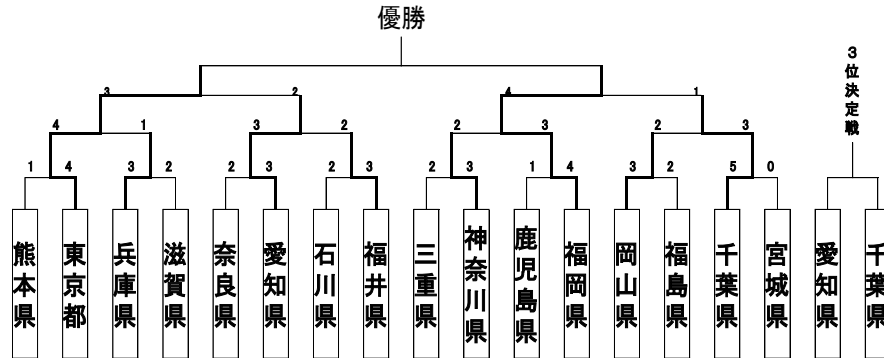 優勝
3位決定戦
3 2 4 1
4 1 3 2 2 3 2 3
1 4 3 2 2 3 2 3 2 3 1 4 3 2 5 0
熊本県
東京都
兵庫県
滋賀県
奈良県
愛知県
石川県
福井県
三重県
神奈川県
鹿児島県
福岡県
岡山県
福島県
千葉県
宮城県
愛知県
千葉県